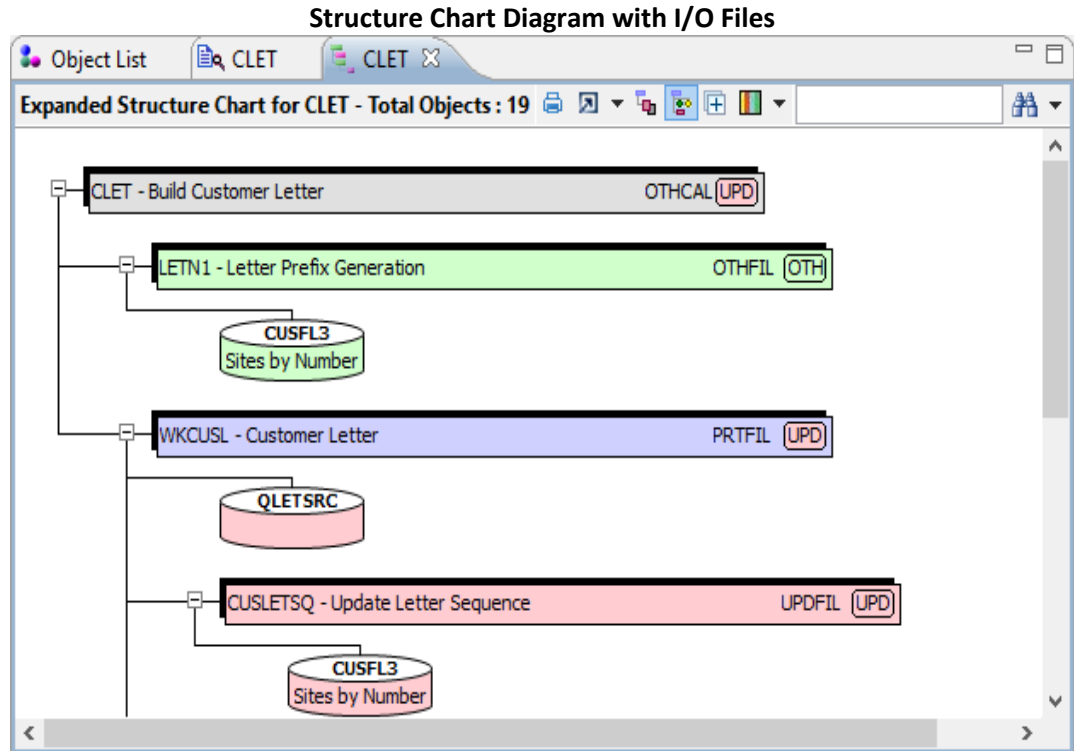 Structure Chart Diagram with I/O Files
Object List CLET CLET
Expanded Structure Chart for CLET - Total Objects : 19
CLET - Build Customer Letter OTHCAL UPD
LETN1 - Letter Prefix Generation OTHFIL OTH
CUSFL3
Sites by Number
WKCUSL - Customer Letter PRTFIL UPD
QLETSRC
CUSLETSQ - Update Letter Sequence UPDFIL UPD
CUSFL3
Sites by Number